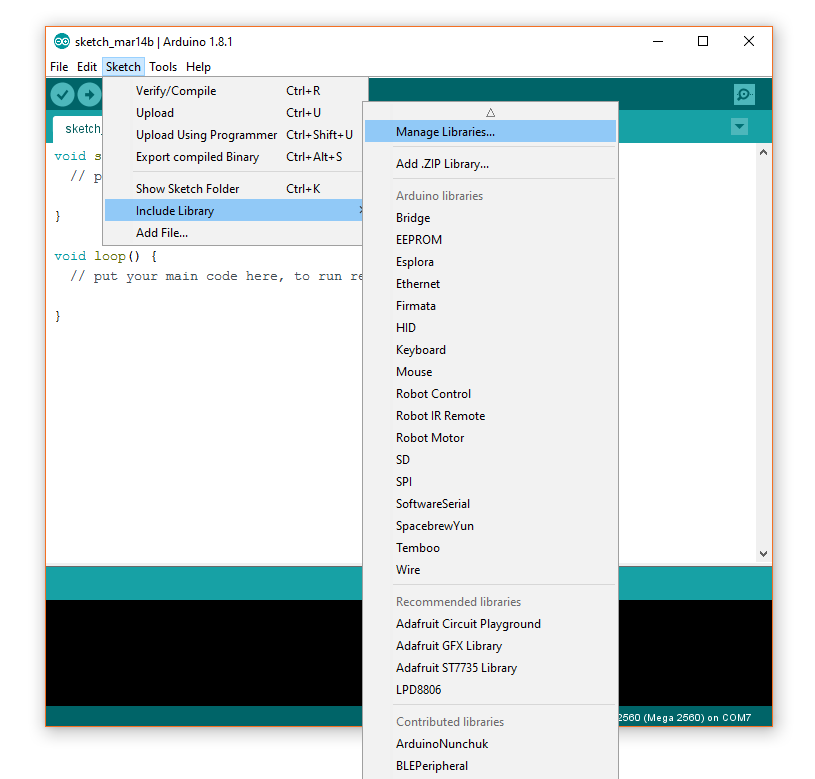 sketch_mar14b | Arduino 1.8.1
File Edit Sketch Tools Help
Verify/Compile Ctrl+R
Upload Ctrl+U
Upload Using Programmer Ctrl+Shift+U
Export compiled Binary Ctrl+Alt+S
Show Sketch Folder Ctrl+K
Include Library
Add File...
Manage Libraries...
Add .ZIP Library...
Arduino libraries
Bridge
EEPROM
Esplora
Ethernet
Firmata
HID
Keyboard
Mouse
Robot Control
Robot IR Remote
Robot Motor
SD
SPI
SoftwareSerial
SpacebrewYun
Temboo
Wire
Recommended libraries
Adafruit Circuit Playground
Adafruit GFX Library
Adafruit ST7735 Library
LPD8806
Contributed libraries
ArduinoNunchuk
BLEPeripheral
sketch_
void s
// p
}
void loop() {
// put your main code here, to run re
}
2560 (Mega 2560) on COM7